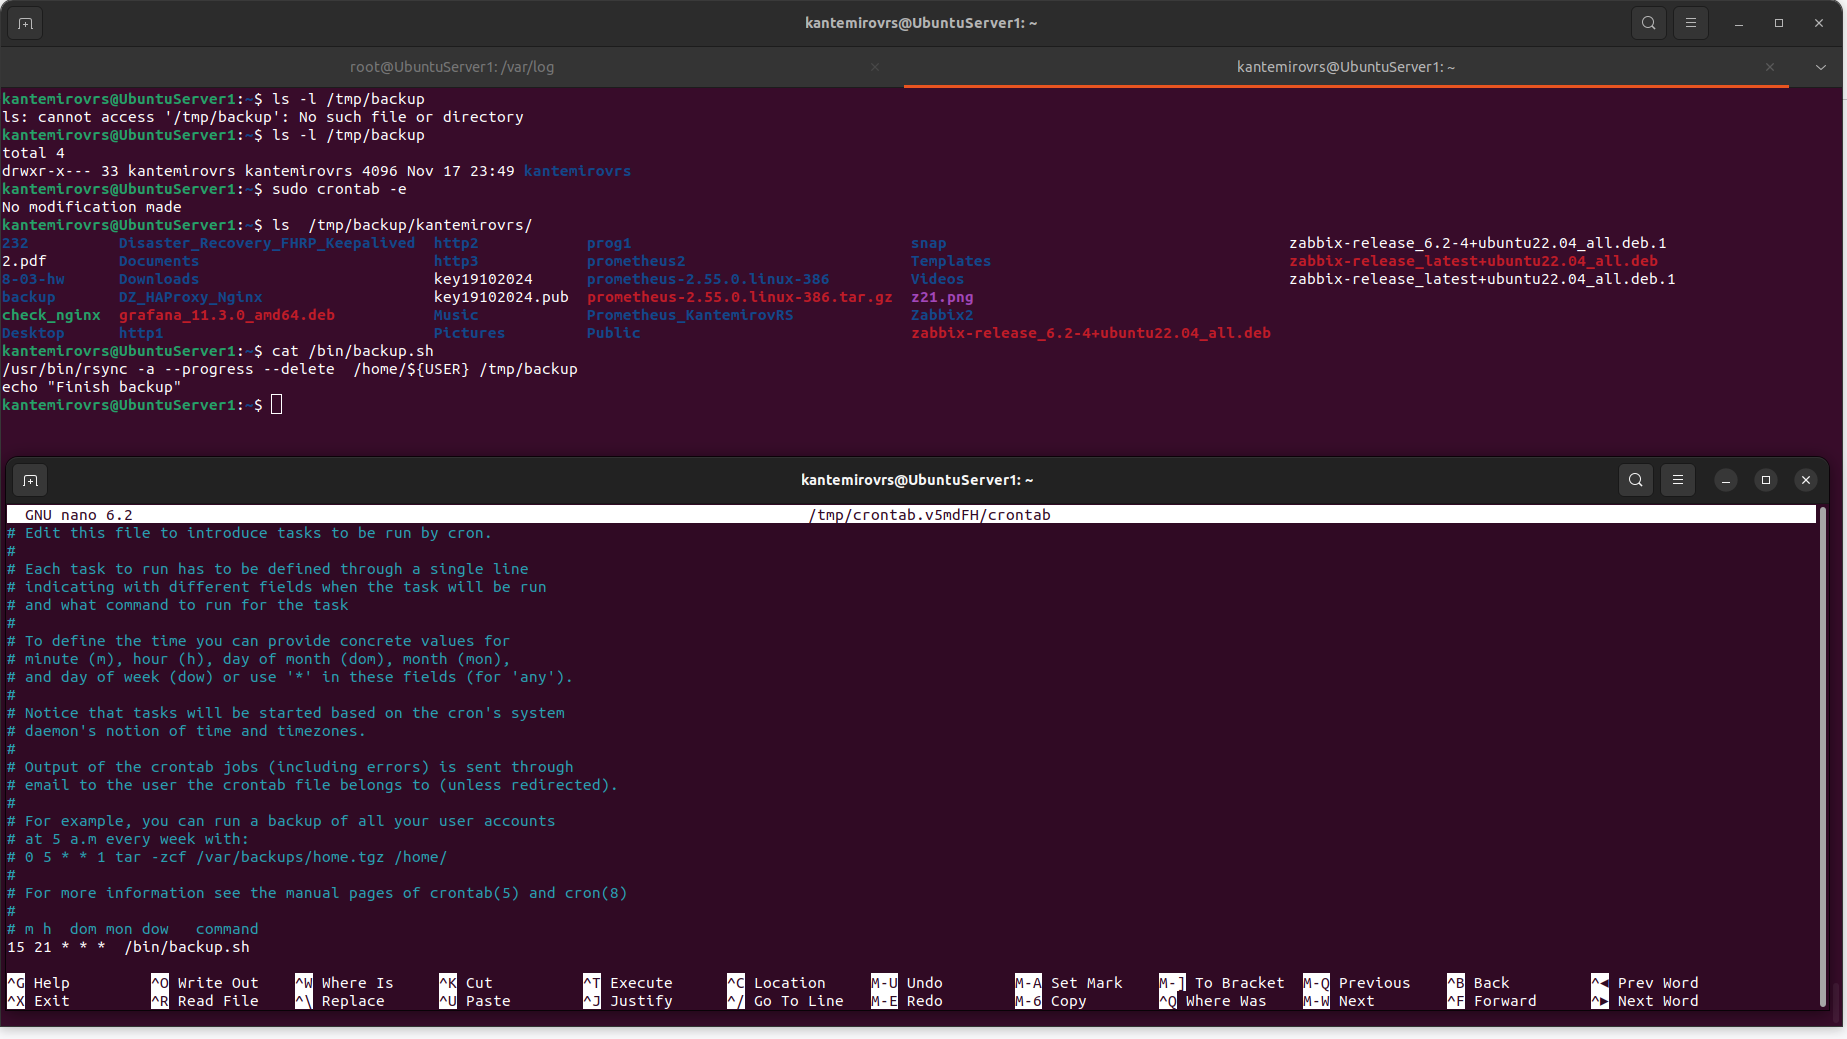 kantemirovrs@UbuntuServer1: ~
root@UbuntuServer1: /var/log
kantemirovrs@UbuntuServer1: ~
kantemirovrs@UbuntuServer1:~$ ls -l /tmp/backup
ls: cannot access '/tmp/backup': No such file or directory
kantemirovrs@UbuntuServer1:~$ ls -l /tmp/backup
total 4
drwxr-x--- 33 kantemirovrs kantemirovrs 4096 Nov 17 23:49 kantemirovrs
kantemirovrs@UbuntuServer1:~$ sudo crontab -e
No modification made
kantemirovrs@UbuntuServer1:~$ ls  /tmp/backup/kantemirovrs/
232 Disaster_Recovery_FHRP_Keepalived http2 prog1 snap zabbix-release_6.2-4+ubuntu22.04_all.deb.1
2.pdf Documents http3 prometheus2 Templates zabbix-release_latest+ubuntu22.04_all.deb
8-03-hw Downloads key19102024 prometheus-2.55.0.linux-386 Videos zabbix-release_latest+ubuntu22.04_all.deb.1
backup DZ_HAProxy_Nginx key19102024.pub prometheus-2.55.0.linux-386.tar.gz z21.png
check_nginx grafana_11.3.0_amd64.deb Music Prometheus_KantemirovRS Zabbix2
Desktop http1 Pictures Public zabbix-release_6.2-4+ubuntu22.04_all.deb
kantemirovrs@UbuntuServer1:~$ cat /bin/backup.sh
/usr/bin/rsync -a --progress --delete  /home/${USER} /tmp/backup
echo "Finish backup"
kantemirovrs@UbuntuServer1:~$
kantemirovrs@UbuntuServer1: ~
GNU nano 6.2 /tmp/crontab.v5mdFH/crontab
# Edit this file to introduce tasks to be run by cron.
#
# Each task to run has to be defined through a single line
# indicating with different fields when the task will be run
# and what command to run for the task
#
# To define the time you can provide concrete values for
# minute (m), hour (h), day of month (dom), month (mon),
# and day of week (dow) or use '*' in these fields (for 'any').
#
# Notice that tasks will be started based on the cron's system
# daemon's notion of time and timezones.
#
# Output of the crontab jobs (including errors) is sent through
# email to the user the crontab file belongs to (unless redirected).
#
# For example, you can run a backup of all your user accounts
# at 5 a.m every week with:
# 0 5 * * 1 tar -zcf /var/backups/home.tgz /home/
#
# For more information see the manual pages of crontab(5) and cron(8)
#
# m h  dom mon dow   command
15 21 * * *  /bin/backup.sh
^G Help ^O Write Out ^W Where Is ^K Cut ^T Execute ^C Location M-U Undo M-A Set Mark M-] To Bracket M-Q Previous ^B Back ^◀ Prev Word
^X Exit ^R Read File ^\ Replace ^U Paste ^J Justify ^/ Go To Line M-E Redo M-6 Copy ^Q Where Was M-W Next ^F Forward ^▶ Next Word